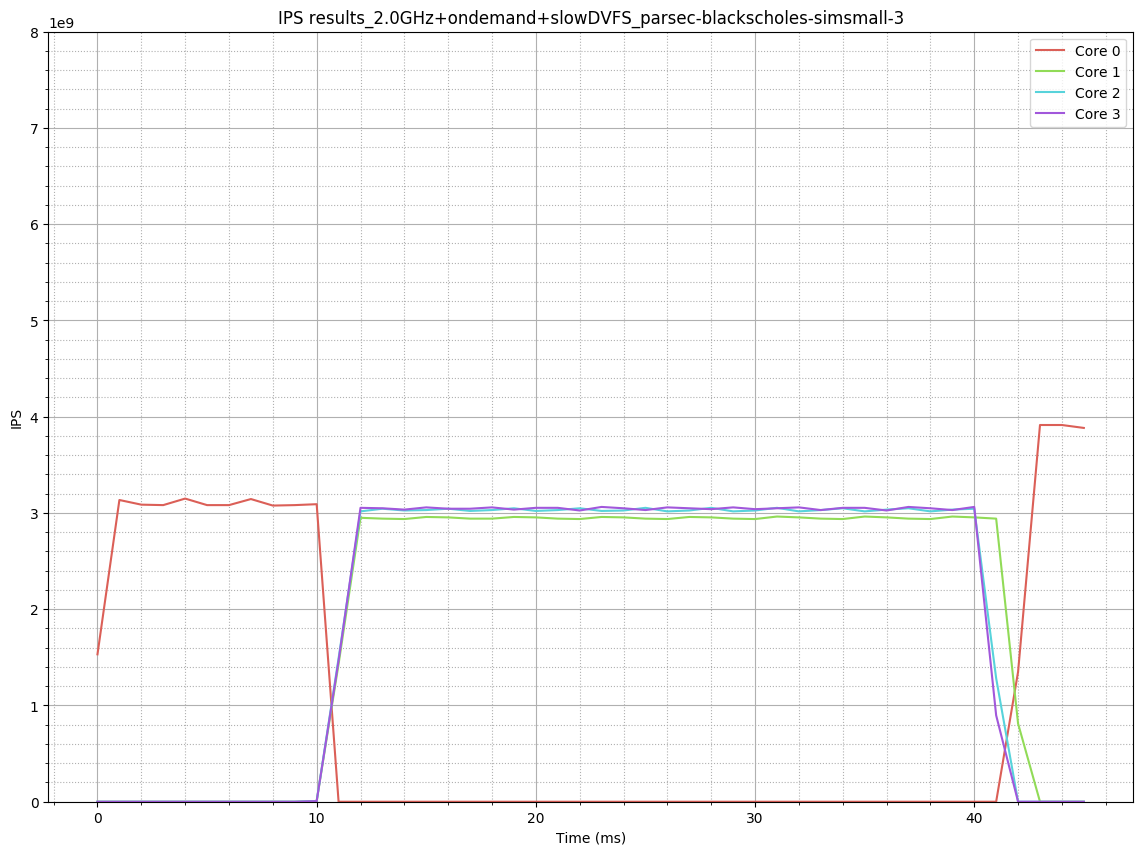 IPS results_2.0GHz+ondemand+slowDVFS_parsec-blackscholes-simsmall-3
1e9
8
7
6
5
4
3
2
1
0
IPS
Core 0
Core 1
Core 2
Core 3
0 10 20 30 40
Time (ms)